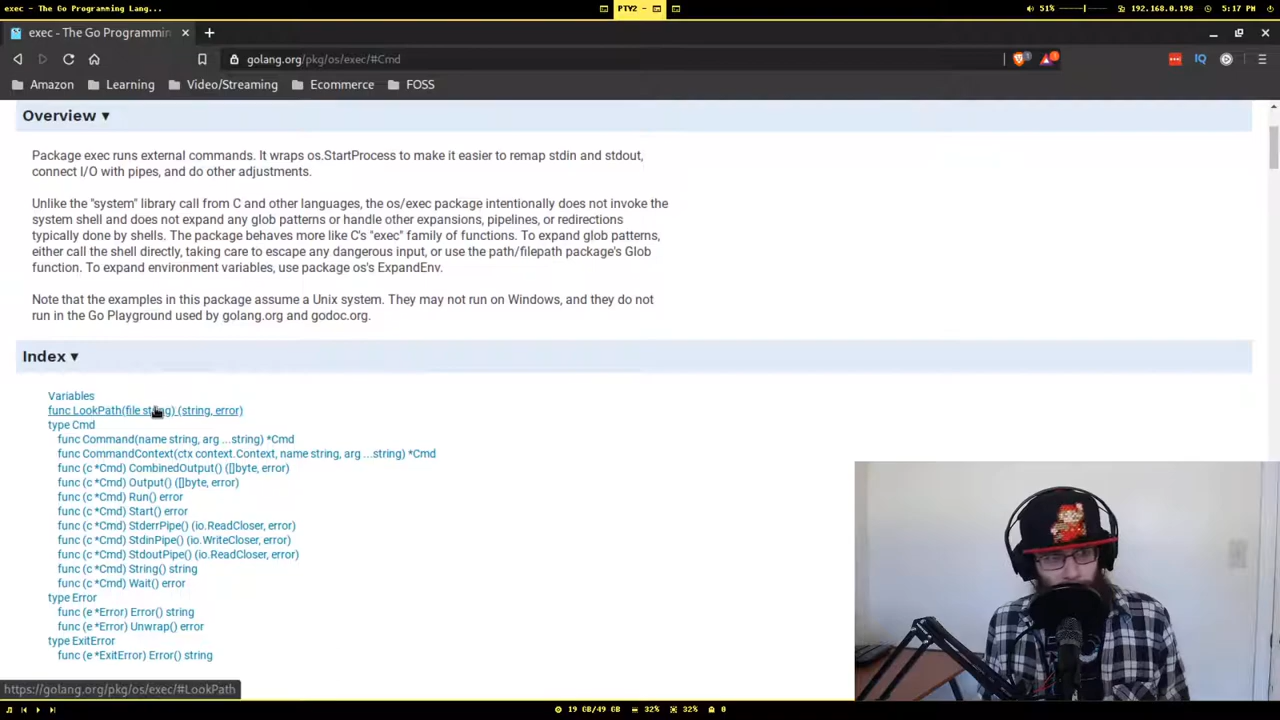 exec - The Go Programming Lang...
PTY2 -
51%
192.168.0.198
5:17 PM
exec - The Go Programmin
golang.org/pkg/os/exec/#Cmd
Amazon
Learning
Video/Streaming
Ecommerce
FOSS
Overview ▾
Package exec runs external commands. It wraps os.StartProcess to make it easier to remap stdin and stdout,
connect I/O with pipes, and do other adjustments.
Unlike the "system" library call from C and other languages, the os/exec package intentionally does not invoke the
system shell and does not expand any glob patterns or handle other expansions, pipelines, or redirections
typically done by shells. The package behaves more like C's "exec" family of functions. To expand glob patterns,
either call the shell directly, taking care to escape any dangerous input, or use the path/filepath package's Glob
function. To expand environment variables, use package os's ExpandEnv.
Note that the examples in this package assume a Unix system. They may not run on Windows, and they do not
run in the Go Playground used by golang.org and godoc.org.
Index ▾
Variables
func LookPath(file string) (string, error)
type Cmd
func Command(name string, arg ...string) *Cmd
func CommandContext(ctx context.Context, name string, arg ...string) *Cmd
func (c *Cmd) CombinedOutput() ([]byte, error)
func (c *Cmd) Output() ([]byte, error)
func (c *Cmd) Run() error
func (c *Cmd) Start() error
func (c *Cmd) StderrPipe() (io.ReadCloser, error)
func (c *Cmd) StdinPipe() (io.WriteCloser, error)
func (c *Cmd) StdoutPipe() (io.ReadCloser, error)
func (c *Cmd) String() string
func (c *Cmd) Wait() error
type Error
func (e *Error) Error() string
func (e *Error) Unwrap() error
type ExitError
func (e *ExitError) Error() string
https://golang.org/pkg/os/exec/#LookPath
19 GB/49 GB
32%
32%
0